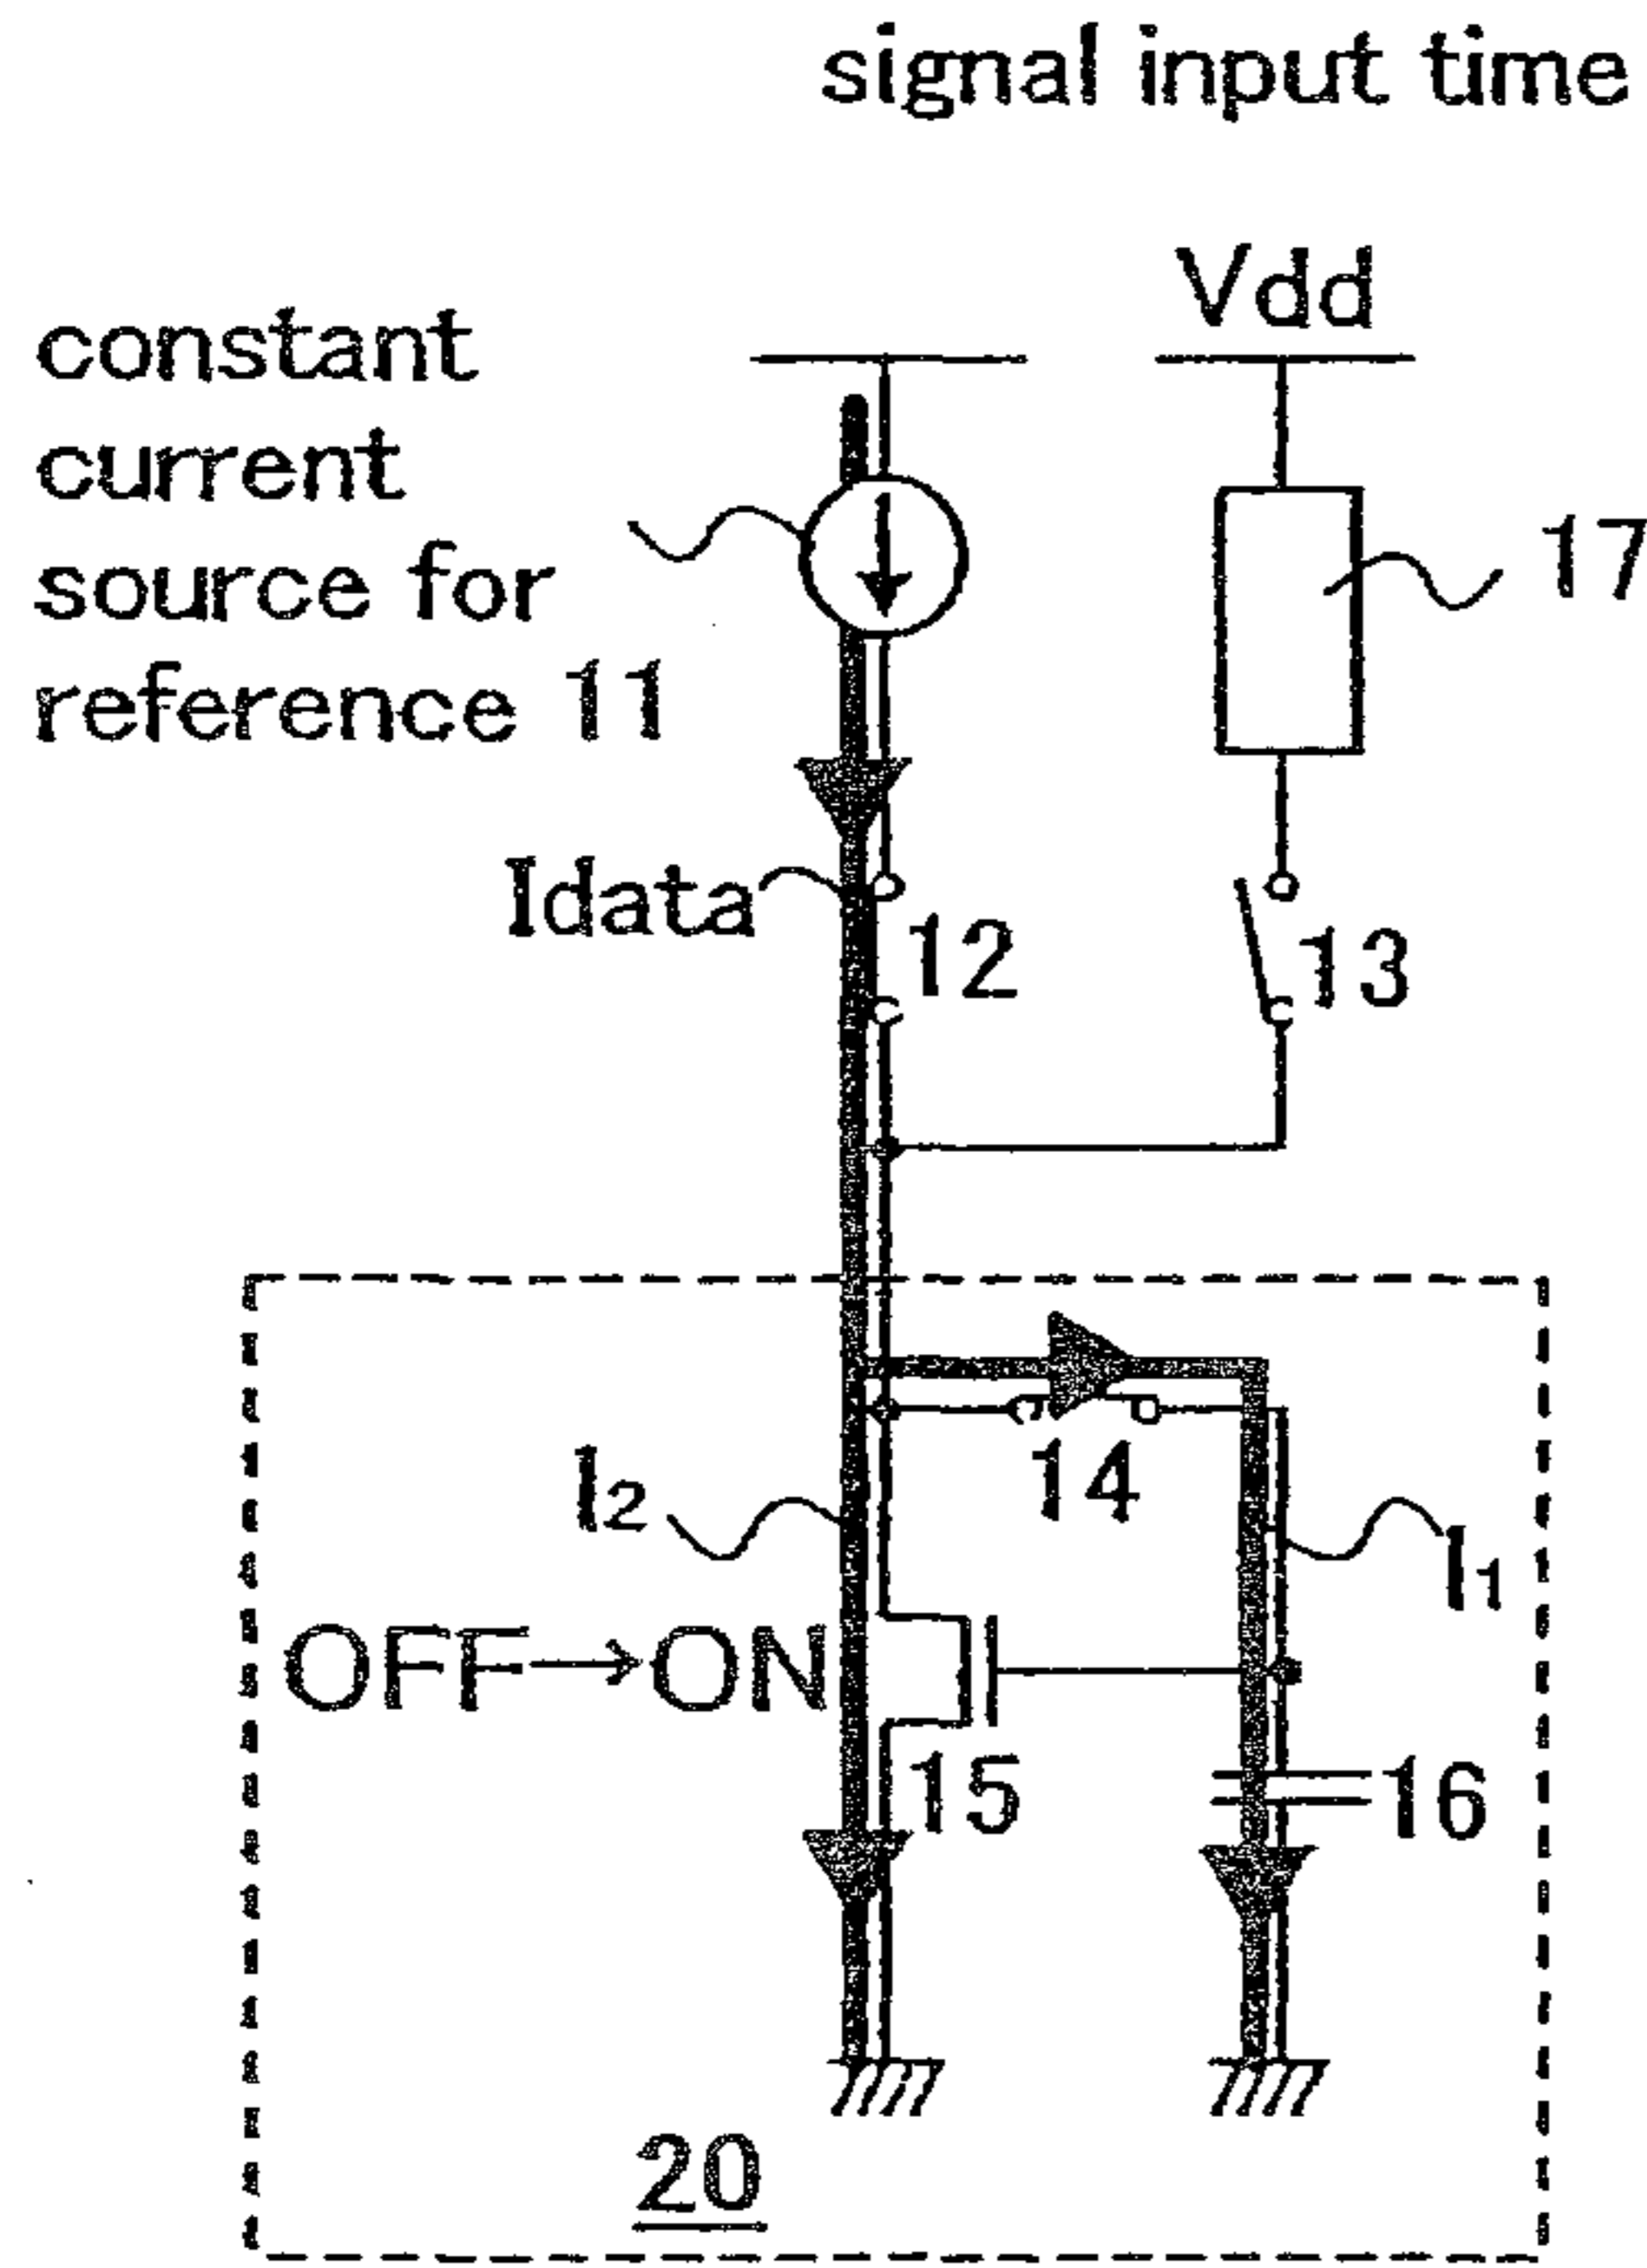 signal input time
Vdd
constant
current
source for
reference 11
17
Idata
12
13
14
I2
I1
OFF→ON
15
16
20